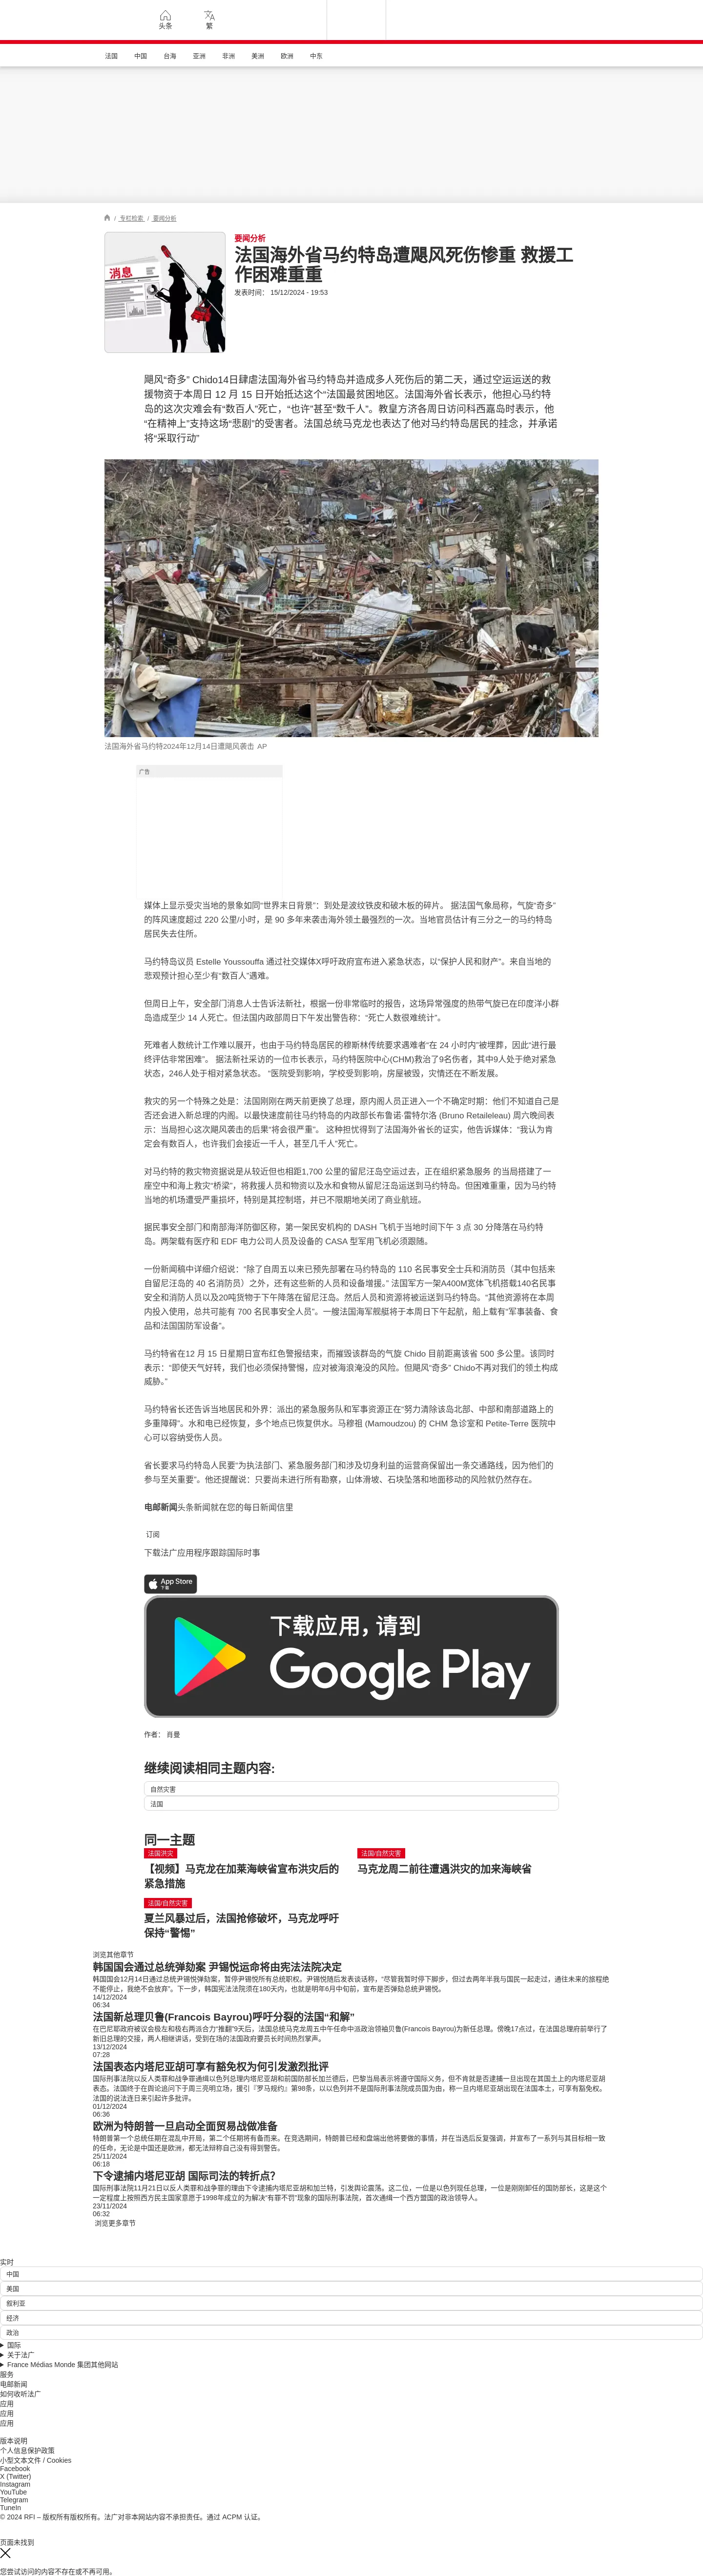 头条
繁
法国
中国
台海
亚洲
非洲
美洲
欧洲
中东
/ 专栏检索 / 要闻分析
消息
要闻分析
法国海外省马约特岛遭飓风死伤惨重 救援工
作困难重重
发表时间： 15/12/2024 - 19:53
飓风“奇多” Chido14日肆虐法国海外省马约特岛并造成多人死伤后的第二天，通过空运运送的救
援物资于本周日 12 月 15 日开始抵达这个“法国最贫困地区。法国海外省长表示，他担心马约特
岛的这次灾难会有“数百人”死亡，“也许”甚至“数千人”。教皇方济各周日访问科西嘉岛时表示，他
“在精神上”支持这场“悲剧”的受害者。法国总统马克龙也表达了他对马约特岛居民的挂念，并承诺
将“采取行动”
法国海外省马约特2024年12月14日遭飓风袭击 AP
广告
媒体上显示受灾当地的景象如同“世界末日背景”：到处是波纹铁皮和破木板的碎片。 据法国气象局称，气旋“奇多”
的阵风速度超过 220 公里/小时，是 90 多年来袭击海外领土最强烈的一次。当地官员估计有三分之一的马约特岛
居民失去住所。
马约特岛议员 Estelle Youssouffa 通过社交媒体X呼吁政府宣布进入紧急状态，以“保护人民和财产”。来自当地的
悲观预计担心至少有“数百人”遇难。
但周日上午，安全部门消息人士告诉法新社，根据一份非常临时的报告，这场异常强度的热带气旋已在印度洋小群
岛造成至少 14 人死亡。但法国内政部周日下午发出警告称：“死亡人数很难统计”。
死难者人数统计工作难以展开，也由于马约特岛居民的穆斯林传统要求遇难者“在 24 小时内”被埋葬，因此“进行最
终评估非常困难”。 据法新社采访的一位市长表示，马约特医院中心(CHM)救治了9名伤者，其中9人处于绝对紧急
状态，246人处于相对紧急状态。 “医院受到影响，学校受到影响，房屋被毁，灾情还在不断发展。
救灾的另一个特殊之处是：法国刚刚在两天前更换了总理，原内阁人员正进入一个不确定时期：他们不知道自己是
否还会进入新总理的内阁。以最快速度前往马约特岛的内政部长布鲁诺·雷特尔洛 (Bruno Retaileleau) 周六晚间表
示：当局担心这次飓风袭击的后果“将会很严重”。 这种担忧得到了法国海外省长的证实，他告诉媒体：“我认为肯
定会有数百人，也许我们会接近一千人，甚至几千人”死亡。
对马约特的救灾物资据说是从较近但也相距1,700 公里的留尼汪岛空运过去，正在组织紧急服务 的当局搭建了一
座空中和海上救灾“桥梁”，将救援人员和物资以及水和食物从留尼汪岛运送到马约特岛。但困难重重，因为马约特
当地的机场遭受严重损坏，特别是其控制塔，并已不限期地关闭了商业航班。
据民事安全部门和南部海洋防御区称，第一架民安机构的 DASH 飞机于当地时间下午 3 点 30 分降落在马约特
岛。两架载有医疗和 EDF 电力公司人员及设备的 CASA 型军用飞机必须跟随。
一份新闻稿中详细介绍说：“除了自周五以来已预先部署在马约特岛的 110 名民事安全士兵和消防员（其中包括来
自留尼汪岛的 40 名消防员）之外，还有这些新的人员和设备增援。” 法国军方一架A400M宽体飞机搭载140名民事
安全和消防人员以及20吨货物于下午降落在留尼汪岛。然后人员和资源将被运送到马约特岛。“其他资源将在本周
内投入使用，总共可能有 700 名民事安全人员”。一艘法国海军舰艇将于本周日下午起航，船上载有“军事装备、食
品和法国国防军设备”。
马约特省在12 月 15 日星期日宣布红色警报结束，而摧毁该群岛的气旋 Chido 目前距离该省 500 多公里。该同时
表示：“即使天气好转，我们也必须保持警惕，应对被海浪淹没的风险。但飓风“奇多” Chido不再对我们的领土构成
威胁。”
马约特省长还告诉当地居民和外界：派出的紧急服务队和军事资源正在“努力清除该岛北部、中部和南部道路上的
多重障碍”。水和电已经恢复，多个地点已恢复供水。马穆祖 (Mamoudzou) 的 CHM 急诊室和 Petite-Terre 医院中
心可以容纳受伤人员。
省长要求马约特岛人民要“为执法部门、紧急服务部门和涉及切身利益的运营商保留出一条交通路线，因为他们的
参与至关重要”。他还提醒说：只要尚未进行所有勘察，山体滑坡、石块坠落和地面移动的风险就仍然存在。
电邮新闻头条新闻就在您的每日新闻信里
订阅
下载法广应用程序跟踪国际时事
App Store
下载
下载应用，请到
Google Play
作者： 肖曼
继续阅读相同主题内容:
自然灾害
法国
同一主题
法国洪灾
【视频】马克龙在加莱海峡省宣布洪灾后的
紧急措施
法国/自然灾害
马克龙周二前往遭遇洪灾的加来海峡省
法国/自然灾害
夏兰风暴过后，法国抢修破坏，马克龙呼吁
保持“警惕”
浏览其他章节
韩国国会通过总统弹劾案 尹锡悦运命将由宪法法院决定
韩国国会12月14日通过总统尹锡悦弹劾案，暂停尹锡悦所有总统职权。尹锡悦随后发表谈话称，“尽管我暂时停下脚步，但过去两年半我与国民一起走过，通往未来的旅程绝
不能停止，我绝不会放弃”。下一步，韩国宪法法院须在180天内，也就是明年6月中旬前，宣布是否弹劾总统尹锡悦。
14/12/2024
06:34
法国新总理贝鲁(Francois Bayrou)呼吁分裂的法国“和解”
在巴尼耶政府被议会极左和极右两派合力“推翻”9天后，法国总统马克龙周五中午任命中派政治领袖贝鲁(Francois Bayrou)为新任总理。傍晚17点过，在法国总理府前举行了
新旧总理的交接，两人相继讲话，受到在场的法国政府要员长时间热烈掌声。
13/12/2024
07:28
法国表态内塔尼亚胡可享有豁免权为何引发激烈批评
国际刑事法院以反人类罪和战争罪通缉以色列总理内塔尼亚胡和前国防部长加兰德后，巴黎当局表示将遵守国际义务，但不肯就是否逮捕一旦出现在其国土上的内塔尼亚胡
表态。法国终于在舆论追问下于周三亮明立场，援引『罗马规约』第98条，以以色列并不是国际刑事法院成员国为由，称一旦内塔尼亚胡出现在法国本土，可享有豁免权。
法国的说法连日来引起许多批评。
01/12/2024
06:36
欧洲为特朗普一旦启动全面贸易战做准备
特朗普第一个总统任期在混乱中开局，第二个任期将有备而来。在竞选期间，特朗普已经和盘端出他将要做的事情，并在当选后反复强调，并宣布了一系列与其目标相一致
的任命，无论是中国还是欧洲，都无法辩称自己没有得到警告。
25/11/2024
06:18
下令逮捕内塔尼亚胡 国际司法的转折点？
国际刑事法院11月21日以反人类罪和战争罪的理由下令逮捕内塔尼亚胡和加兰特，引发舆论震荡。这二位，一位是以色列现任总理，一位是刚刚卸任的国防部长，这是这个
一定程度上按照西方民主国家意愿于1998年成立的为解决“有罪不罚”现象的国际刑事法院，首次通缉一个西方盟国的政治领导人。
23/11/2024
06:32
浏览更多章节
实时
中国
美国
叙利亚
经济
政治
国际
关于法广
France Médias Monde 集团其他网站
服务
电邮新闻
如何收听法广
应用
应用
应用
版本说明
个人信息保护政策
小型文本文件 / Cookies
Facebook
X (Twitter)
Instagram
YouTube
Telegram
TuneIn
© 2024 RFI – 版权所有版权所有。法广对非本网站内容不承担责任。通过 ACPM 认证。
页面未找到
您尝试访问的内容不存在或不再可用。